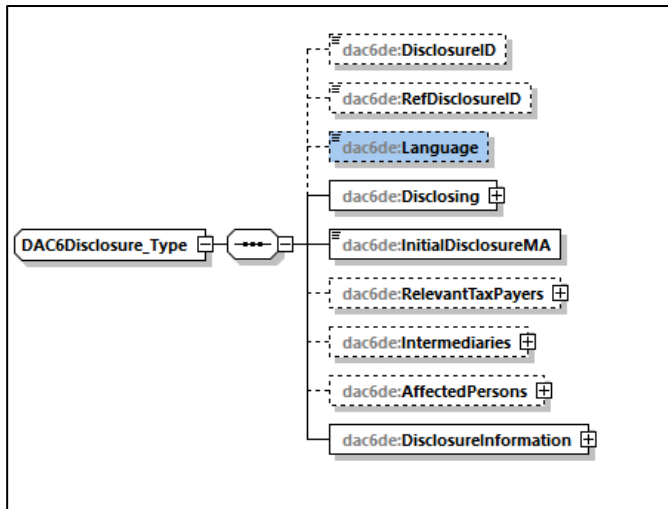 dac6de:DisclosureID
dac6de:RefDisclosureID
dac6de:Language
dac6de:Disclosing
DAC6Disclosure_Type
dac6de:InitialDisclosureMA
dac6de:RelevantTaxPayers
dac6de:Intermediaries
dac6de:AffectedPersons
dac6de:DisclosureInformation